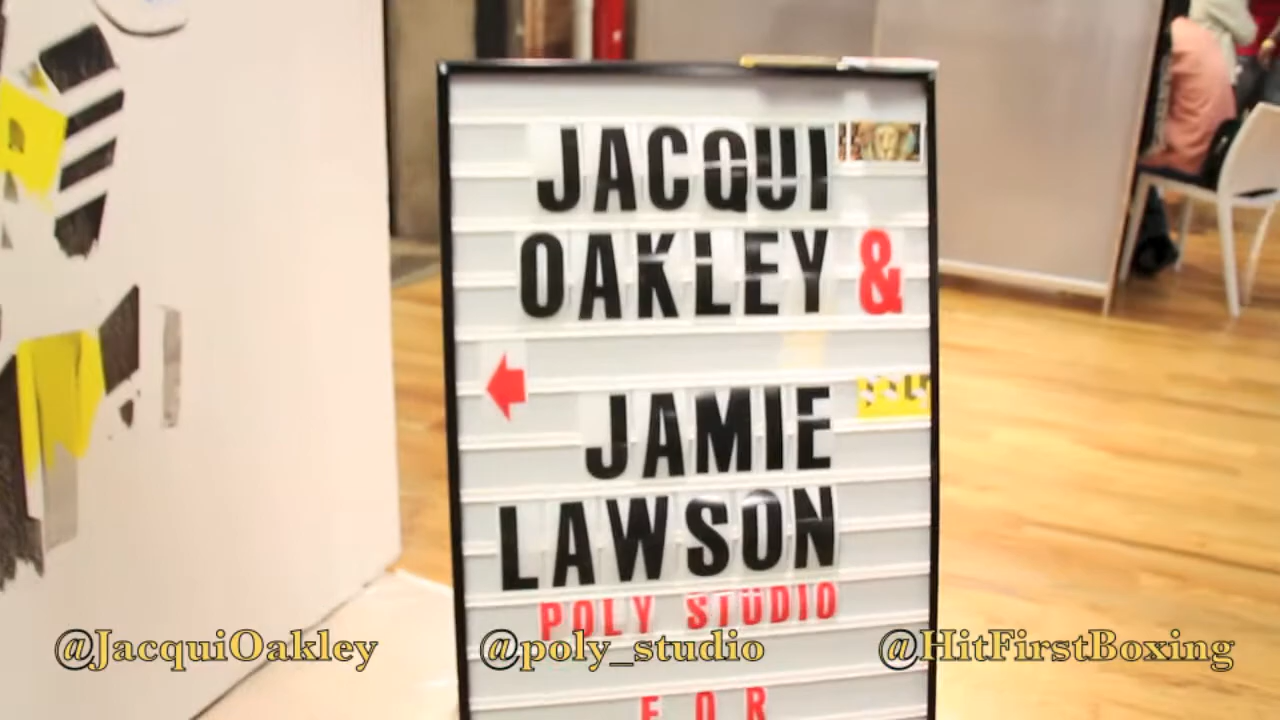 JACQUI
OAKLEY &
JAMIE
LAWSON
POLY STUDIO
@JacquiOakley @poly_studio @HitFirstBoxing
FOR